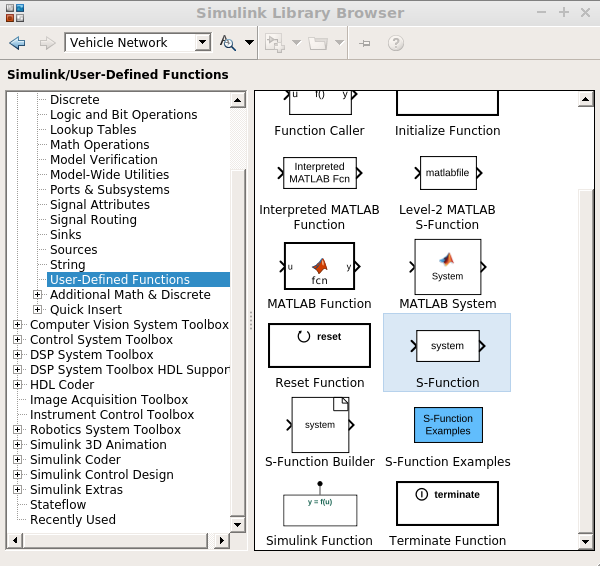 Simulink Library Browser
Vehicle Network
Simulink/User-Defined Functions
Discrete
Logic and Bit Operations
Lookup Tables
Math Operations
Model Verification
Model-Wide Utilities
Ports & Subsystems
Signal Attributes
Signal Routing
Sinks
Sources
String
User-Defined Functions
Additional Math & Discrete
Quick Insert
Computer Vision System Toolbox
Control System Toolbox
DSP System Toolbox
DSP System Toolbox HDL Suppor
HDL Coder
Image Acquisition Toolbox
Instrument Control Toolbox
Robotics System Toolbox
Simulink 3D Animation
Simulink Coder
Simulink Control Design
Simulink Extras
Stateflow
Recently Used
u f() y
Function Caller
Initialize Function
Interpreted
MATLAB Fcn
Interpreted MATLAB
Function
matlabfile
Level-2 MATLAB
S-Function
u fcn y
MATLAB Function
System
MATLAB System
reset
Reset Function
system
S-Function
system
S-Function Builder
S-Function
Examples
S-Function Examples
y = f(u)
Simulink Function
terminate
Terminate Function